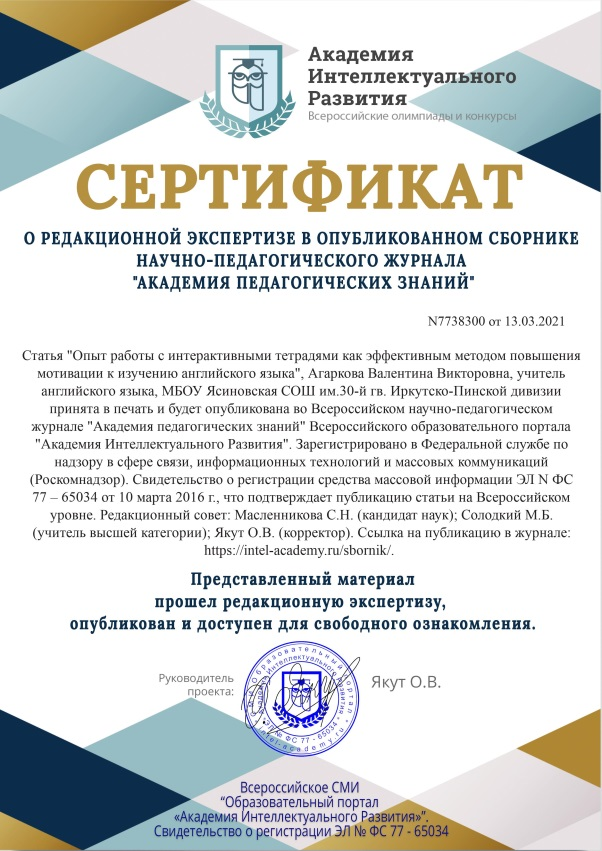 Академия
Интеллектуального
Развития
Всероссийские олимпиады и конкурсы
СЕРТИФИКАТ
О РЕДАКЦИОННОЙ ЭКСПЕРТИЗЕ В ОПУБЛИКОВАННОМ СБОРНИКЕ
НАУЧНО-ПЕДАГОГИЧЕСКОГО ЖУРНАЛА
"АКАДЕМИЯ ПЕДАГОГИЧЕСКИХ ЗНАНИЙ"
N7738300 от 13.03.2021
Статья "Опыт работы с интерактивными тетрадями как эффективным методом повышения
мотивации к изучению английского языка", Агаркова Валентина Викторовна, учитель
английского языка, МБОУ Ясиновская СОШ им.30-й гв. Иркутско-Пинской дивизии
принята в печать и будет опубликована во Всероссийском научно-педагогическом
журнале "Академия педагогических знаний" Всероссийского образовательного портала
"Академия Интеллектуального Развития". Зарегистрировано в Федеральной службе по
надзору в сфере связи, информационных технологий и массовых коммуникаций
(Роскомнадзор). Свидетельство о регистрации средства массовой информации ЭЛ N ФС
77 – 65034 от 10 марта 2016 г., что подтверждает публикацию статьи на Всероссийском
уровне. Редакционный совет: Масленникова С.Н. (кандидат наук); Солодкий М.Б.
(учитель высшей категории); Якут О.В. (корректор). Ссылка на публикацию в журнале:
https://intel-academy.ru/sbornik/.
Представленный материал
прошел редакционную экспертизу,
опубликован и доступен для свободного ознакомления.
Руководитель
проекта:
Образовательный портал
Академия Интеллектуального Развития
ЭЛ № ФС 77 - 65034
intel-academy.ru
Якут О.В.
Всероссийское СМИ
“Образовательный портал
«Академия Интеллектуального Развития»”.
Свидетельство о регистрации ЭЛ № ФС 77 - 65034